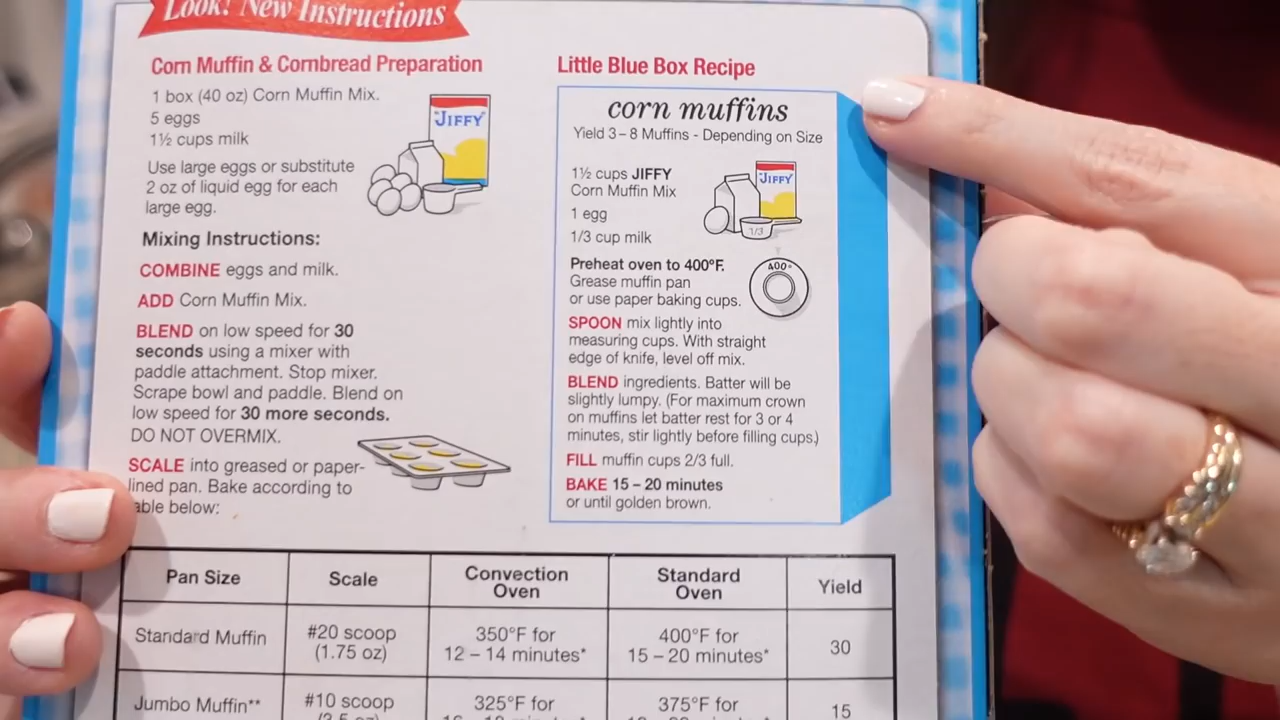 Look! New Instructions
Corn Muffin & Cornbread Preparation
1 box (40 oz) Corn Muffin Mix.
5 eggs
1½ cups milk
Use large eggs or substitute
2 oz of liquid egg for each
large egg.
"JIFFY"
Mixing Instructions:
COMBINE eggs and milk.
ADD Corn Muffin Mix.
BLEND on low speed for 30
seconds using a mixer with
paddle attachment. Stop mixer.
Scrape bowl and paddle. Blend on
low speed for 30 more seconds.
DO NOT OVERMIX.
SCALE into greased or paper-
lined pan. Bake according to
able below:
Little Blue Box Recipe
corn muffins
Yield 3 – 8 Muffins - Depending on Size
1½ cups JIFFY
Corn Muffin Mix
1 egg
1/3 cup milk
"JIFFY"
1/3
Preheat oven to 400°F.
Grease muffin pan
or use paper baking cups.
400°
SPOON mix lightly into
measuring cups. With straight
edge of knife, level off mix.
BLEND ingredients. Batter will be
slightly lumpy. (For maximum crown
on muffins let batter rest for 3 or 4
minutes, stir lightly before filling cups.)
FILL muffin cups 2/3 full.
BAKE 15 – 20 minutes
or until golden brown.
Pan Size Scale Convection Oven Standard Oven Yield
Standard Muffin #20 scoop (1.75 oz) 350°F for 12 – 14 minutes* 400°F for 15 – 20 minutes* 30
Jumbo Muffin** #10 scoop 325°F for 375°F for 15